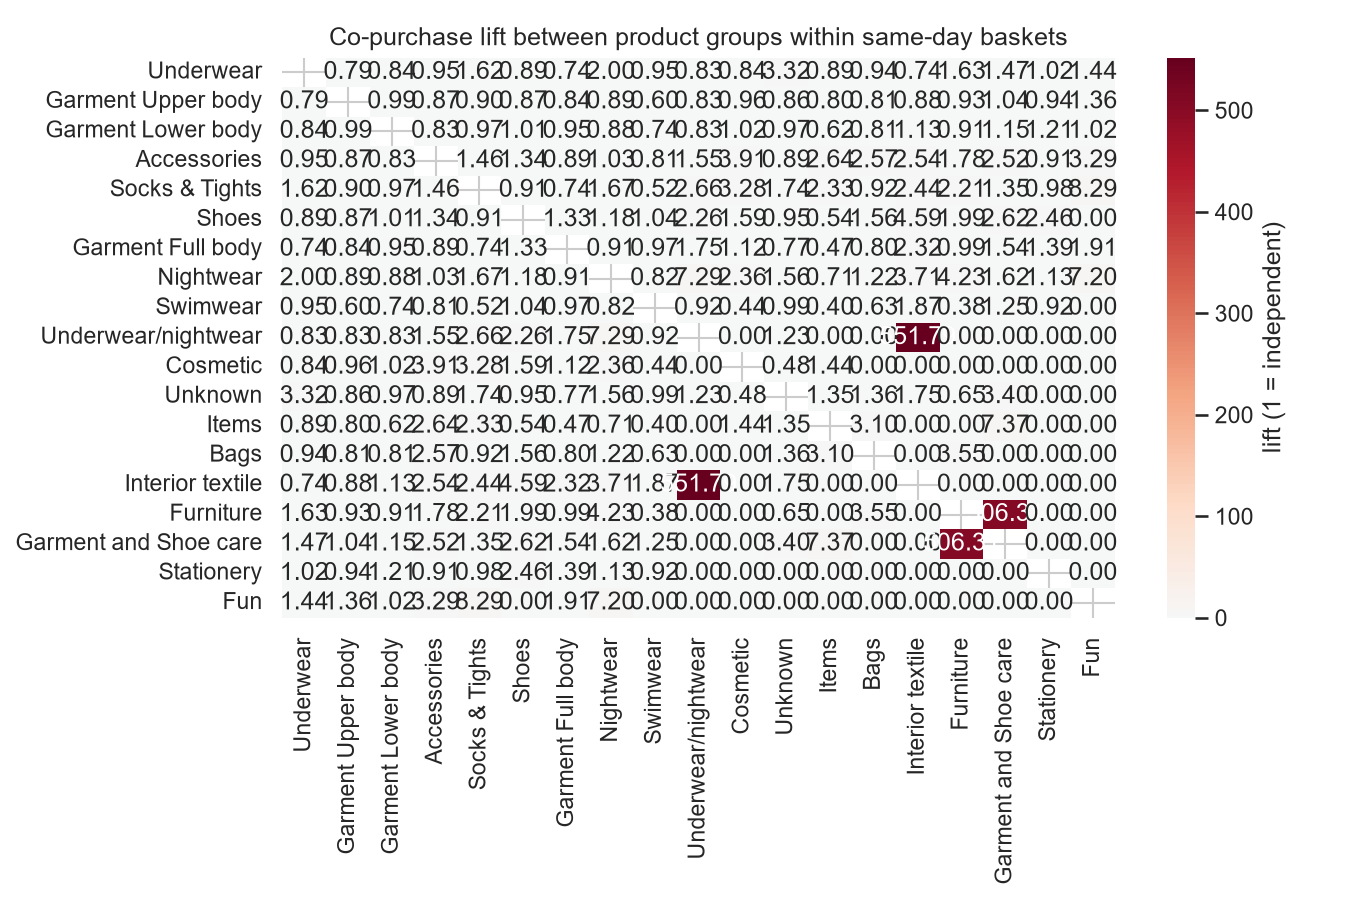 Co-purchase lift between product groups within same-day baskets
Underwear 0.79 0.84 0.95 1.62 0.89 0.74 2.00 0.95 0.83 0.84 3.32 0.89 0.94 0.74 1.63 1.47 1.02 1.44
Garment Upper body 0.79 0.99 0.87 0.90 0.87 0.84 0.89 0.60 0.83 0.96 0.86 0.80 0.81 0.88 0.93 1.04 0.94 1.36
Garment Lower body 0.84 0.99 0.83 0.97 1.01 0.95 0.88 0.74 0.83 1.02 0.97 0.62 0.81 1.13 0.91 1.15 1.21 1.02
Accessories 0.95 0.87 0.83 1.46 1.34 0.89 1.03 0.81 1.55 3.91 0.89 2.64 2.57 2.54 1.78 2.52 0.91 3.29
Socks & Tights 1.62 0.90 0.97 1.46 0.91 0.74 1.67 0.52 2.66 3.28 1.74 2.33 0.92 2.44 2.21 1.35 0.98 8.29
Shoes 0.89 0.87 1.01 1.34 0.91 1.33 1.18 1.04 2.26 1.59 0.95 0.54 1.56 4.59 1.99 2.62 2.46 0.00
Garment Full body 0.74 0.84 0.95 0.89 0.74 1.33 0.91 0.97 1.75 1.12 0.77 0.47 0.80 2.32 0.99 1.54 1.39 1.91
Nightwear 2.00 0.89 0.88 1.03 1.67 1.18 0.91 0.82 7.29 2.36 1.56 0.71 1.22 3.71 4.23 1.62 1.13 7.20
Swimwear 0.95 0.60 0.74 0.81 0.52 1.04 0.97 0.82 0.92 0.44 0.99 0.40 0.63 1.87 0.38 1.25 0.92 0.00
Underwear/nightwear 0.83 0.83 0.83 1.55 2.66 2.26 1.75 7.29 0.92 0.00 1.23 0.00 0.00 0.00 0.00 0.00 0.00
Cosmetic 0.84 0.96 1.02 3.91 3.28 1.59 1.12 2.36 0.44 0.00 0.48 1.44 0.00 0.00 0.00 0.00 0.00 0.00
Unknown 3.32 0.86 0.97 0.89 1.74 0.95 0.77 1.56 0.99 1.23 0.48 1.35 1.36 1.75 0.65 3.40 0.00 0.00
Items 0.89 0.80 0.62 2.64 2.33 0.54 0.47 0.71 0.40 0.00 1.44 1.35 3.10 0.00 0.00 7.37 0.00 0.00
Bags 0.94 0.81 0.81 2.57 0.92 1.56 0.80 1.22 0.63 0.00 0.00 1.36 3.10 0.00 3.55 0.00 0.00 0.00
Interior textile 0.74 0.88 1.13 2.54 2.44 4.59 2.32 3.71 1.87 0.00 1.75 0.00 0.00 0.00 0.00 0.00 0.00
Furniture 1.63 0.93 0.91 1.78 2.21 1.99 0.99 4.23 0.38 0.00 0.00 0.65 0.00 3.55 0.00 0.00 0.00
Garment and Shoe care 1.47 1.04 1.15 2.52 1.35 2.62 1.54 1.62 1.25 0.00 0.00 3.40 7.37 0.00 0.00 0.00 0.00
Stationery 1.02 0.94 1.21 0.91 0.98 2.46 1.39 1.13 0.92 0.00 0.00 0.00 0.00 0.00 0.00 0.00 0.00 0.00
Fun 1.44 1.36 1.02 3.29 8.29 0.00 1.91 7.20 0.00 0.00 0.00 0.00 0.00 0.00 0.00 0.00 0.00 0.00
Underwear
Garment Upper body
Garment Lower body
Accessories
Socks & Tights
Shoes
Garment Full body
Nightwear
Swimwear
Underwear/nightwear
Cosmetic
Unknown
Items
Bags
Interior textile
Furniture
Garment and Shoe care
Stationery
Fun
500
400
300
200
100
0
lift (1 = independent)